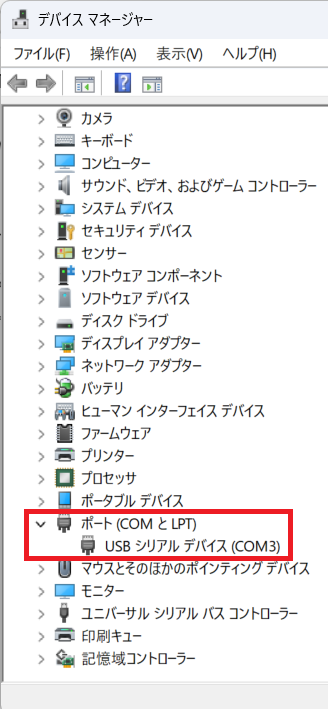 デバイス マネージャー
ファイル(F) 操作(A) 表示(V) ヘルプ(H)
カメラ
キーボード
コンピューター
サウンド、ビデオ、およびゲーム コントローラー
システム デバイス
セキュリティ デバイス
センサー
ソフトウェア コンポーネント
ソフトウェア デバイス
ディスク ドライブ
ディスプレイ アダプター
ネットワーク アダプター
バッテリ
ヒューマン インターフェイス デバイス
ファームウェア
プリンター
プロセッサ
ポータブル デバイス
ポート (COM と LPT)
USB シリアル デバイス (COM3)
マウスとそのほかのポインティング デバイス
モニター
ユニバーサル シリアル バス コントローラー
印刷キュー
記憶域コントローラー